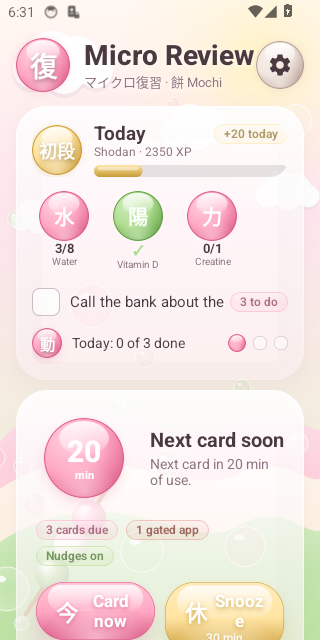 6:31
復
Micro Review
マイクロ復習 · 餅 Mochi
初段
Today
+20 today
Shodan · 2350 XP
水
陽
力
3/8
✓
0/1
Water
Vitamin D
Creatine
Call the bank about the
3 to do
動
Today: 0 of 3 done
20
min
Next card soon
Next card in 20 min
of use.
3 cards due
1 gated app
Nudges on
今
Card
now
休
Snooz
e
30 min